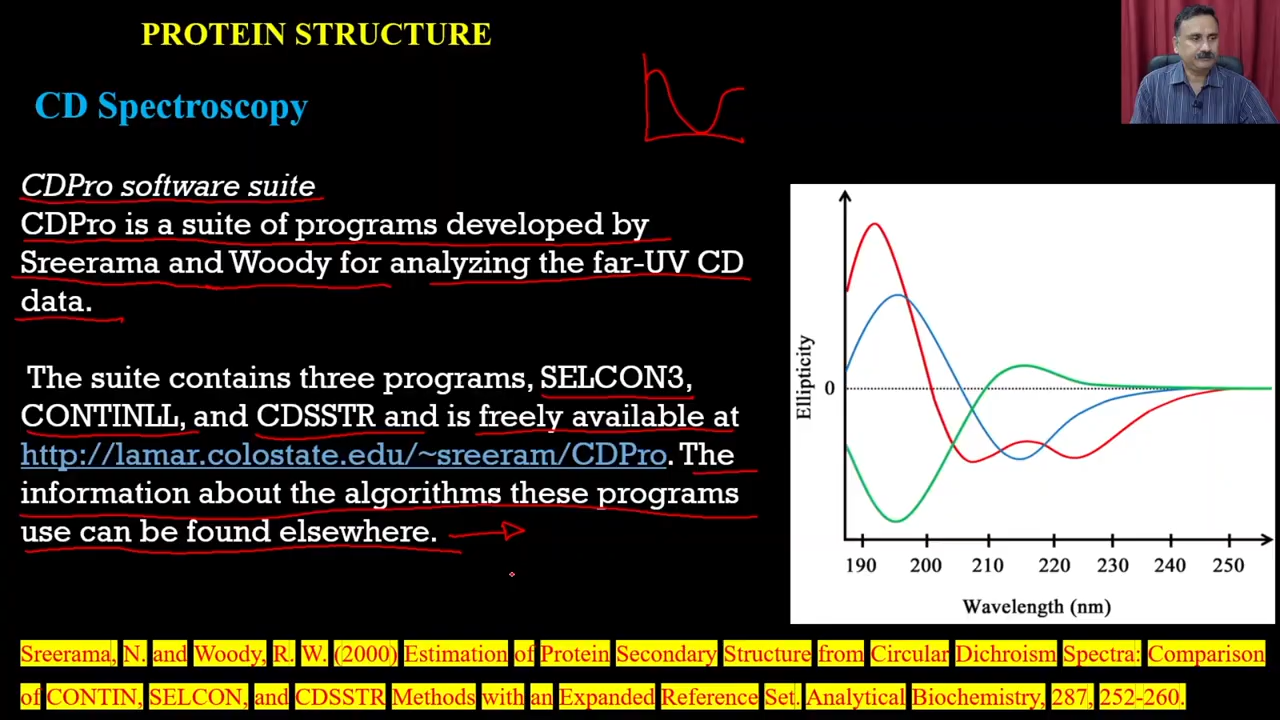 PROTEIN STRUCTURE
CD Spectroscopy
CDPro software suite
CDPro is a suite of programs developed by
Sreerama and Woody for analyzing the far-UV CD
data.
The suite contains three programs, SELCON3,
CONTINLL, and CDSSTR and is freely available at
http://lamar.colostate.edu/~sreeram/CDPro. The
information about the algorithms these programs
use can be found elsewhere.
Ellipticity
0
190 200 210 220 230 240 250
Wavelength (nm)
Sreerama, N. and Woody, R. W. (2000) Estimation of Protein Secondary Structure from Circular Dichroism Spectra: Comparison
of CONTIN, SELCON, and CDSSTR Methods with an Expanded Reference Set. Analytical Biochemistry, 287, 252-260.